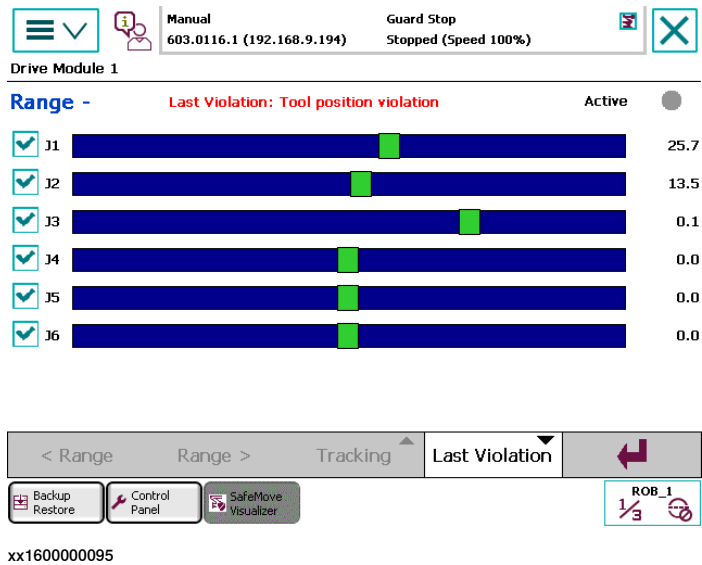 Manual
Guard Stop
603.0116.1 (192.168.9.194)
Stopped (Speed 100%)
Drive Module 1
Range -
Last Violation: Tool position violation
Active
J1
25.7
J2
13.5
J3
0.1
J4
0.0
J5
0.0
J6
0.0
< Range
Range >
Tracking
Last Violation
Backup
Restore
Control
Panel
SafeMove
Visualizer
ROB_1
1/3
xx1600000095